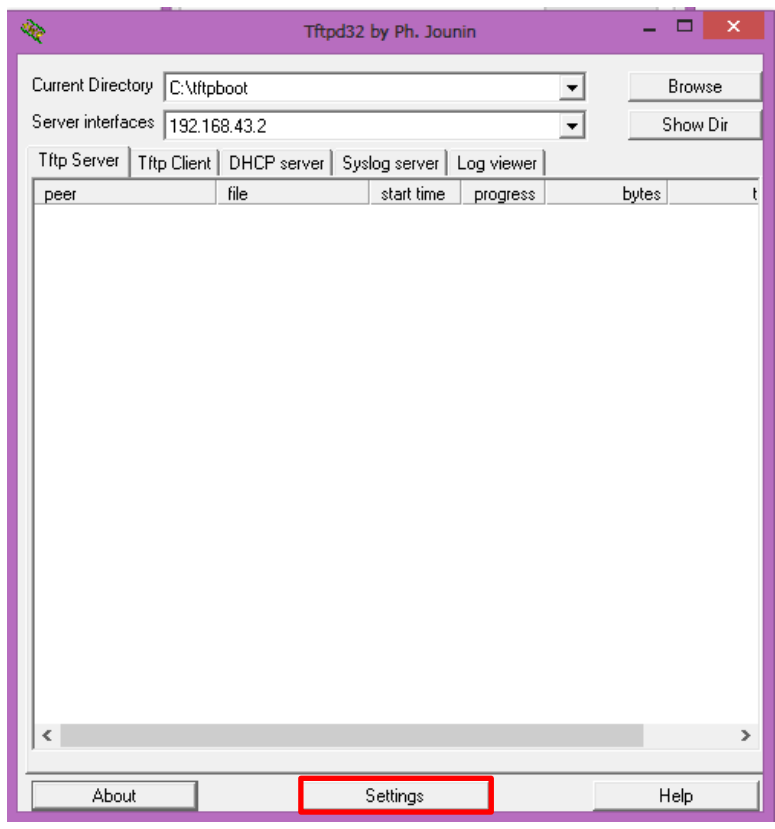 Tftpd32 by Ph. Jounin
Current Directory C:\tftpboot Browse
Server interfaces 192.168.43.2 Show Dir
Tftp Server Tftp Client DHCP server Syslog server Log viewer
peer file start time progress bytes t
About Settings Help